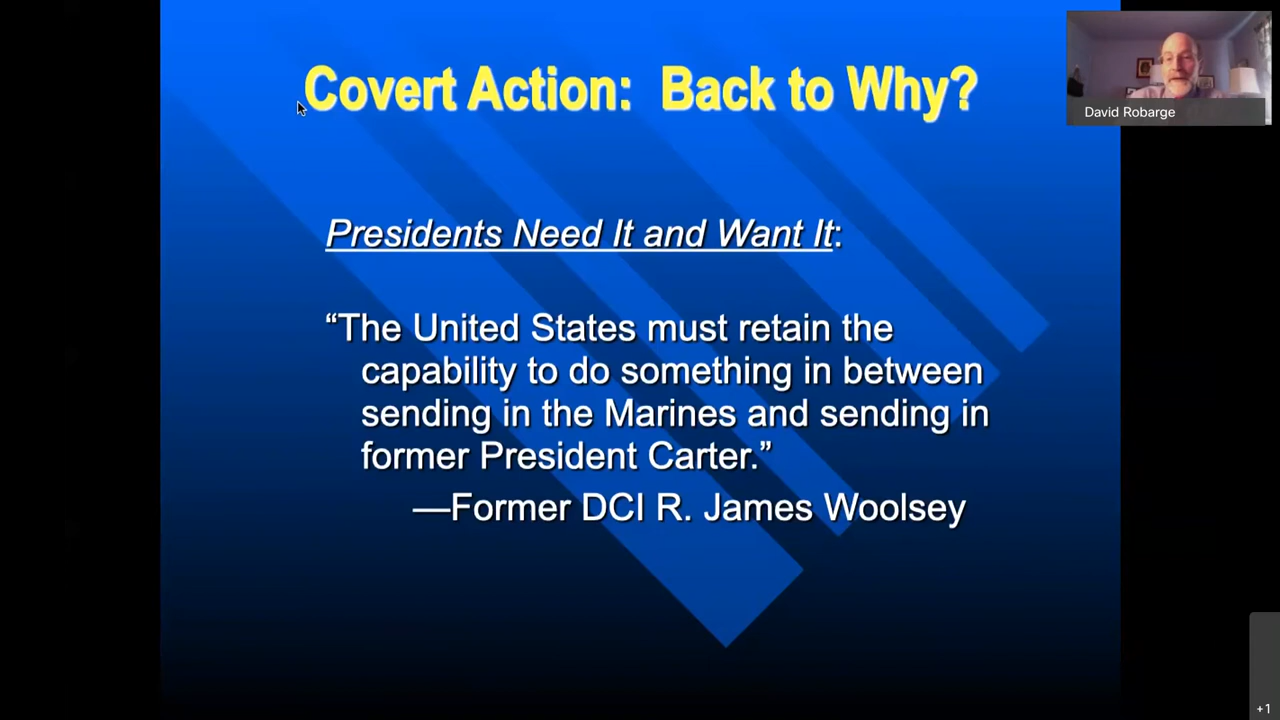 Covert Action:  Back to Why?
David Robarge
Presidents Need It and Want It:
“The United States must retain the
capability to do something in between
sending in the Marines and sending in
former President Carter.”
—Former DCI R. James Woolsey
+1